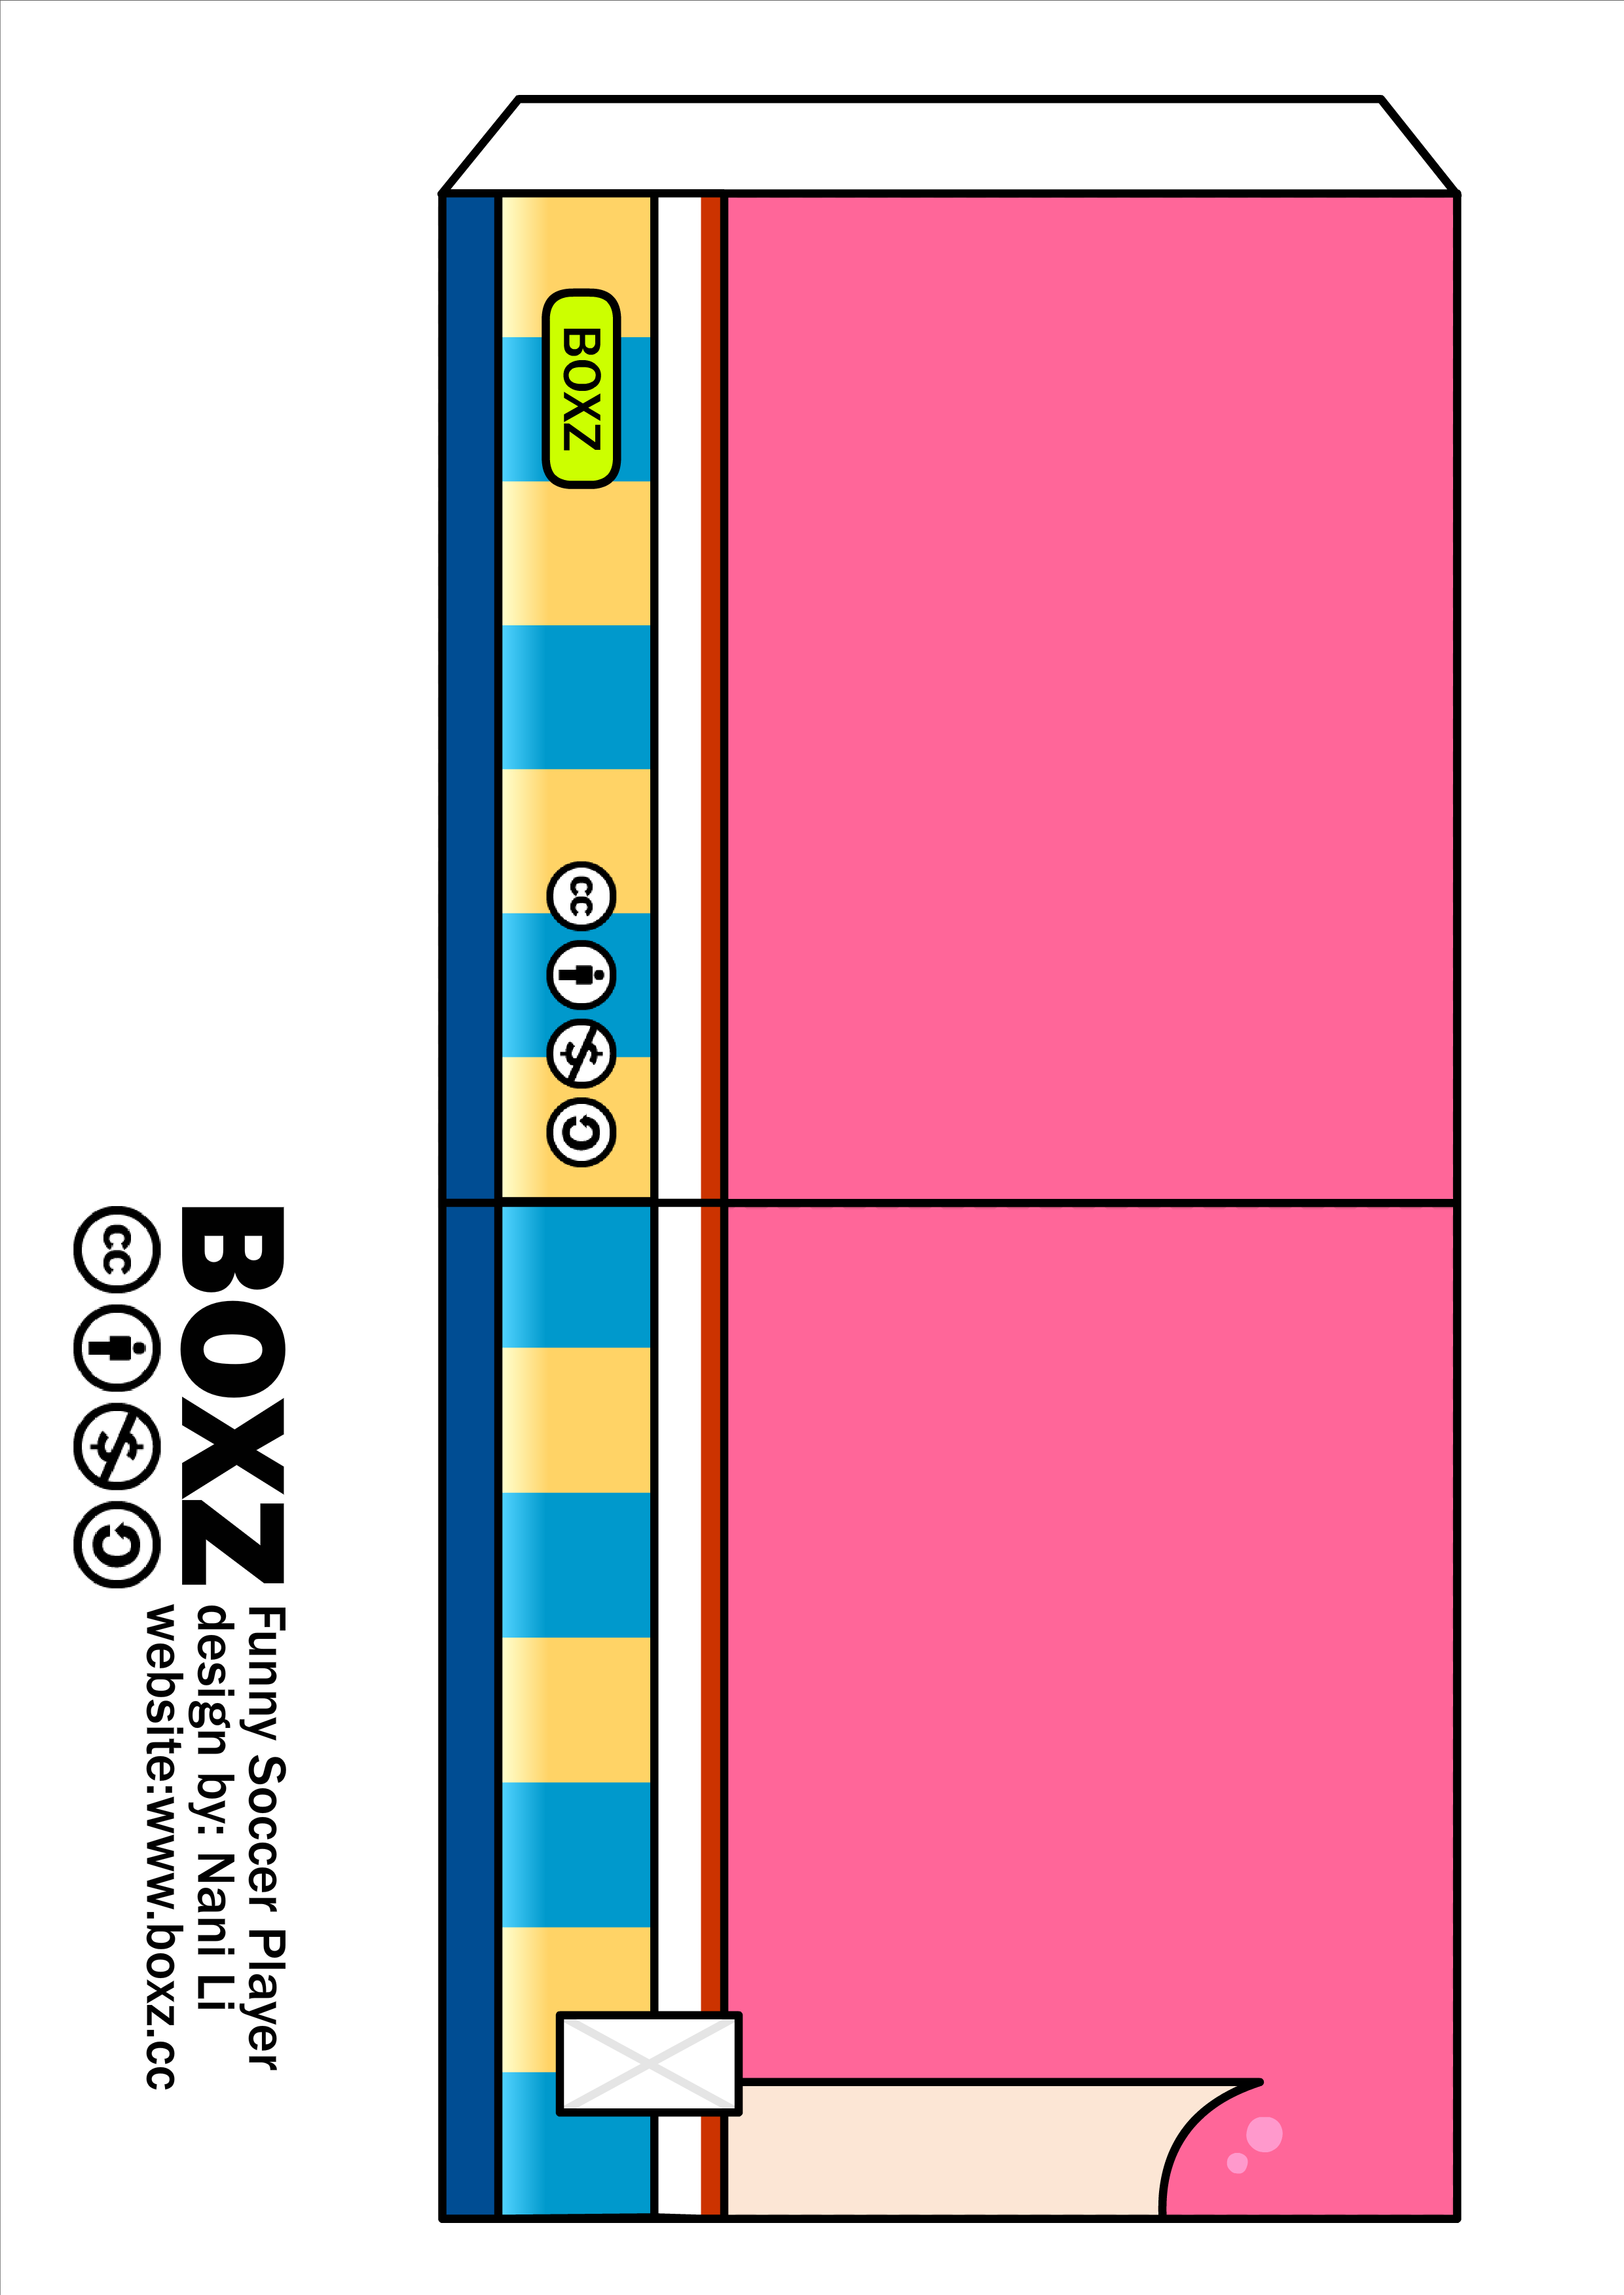 BOXZ
cc
BOXZ
Funny Soccer Player
design by: Nani Li
website:www.boxz.cc
cc